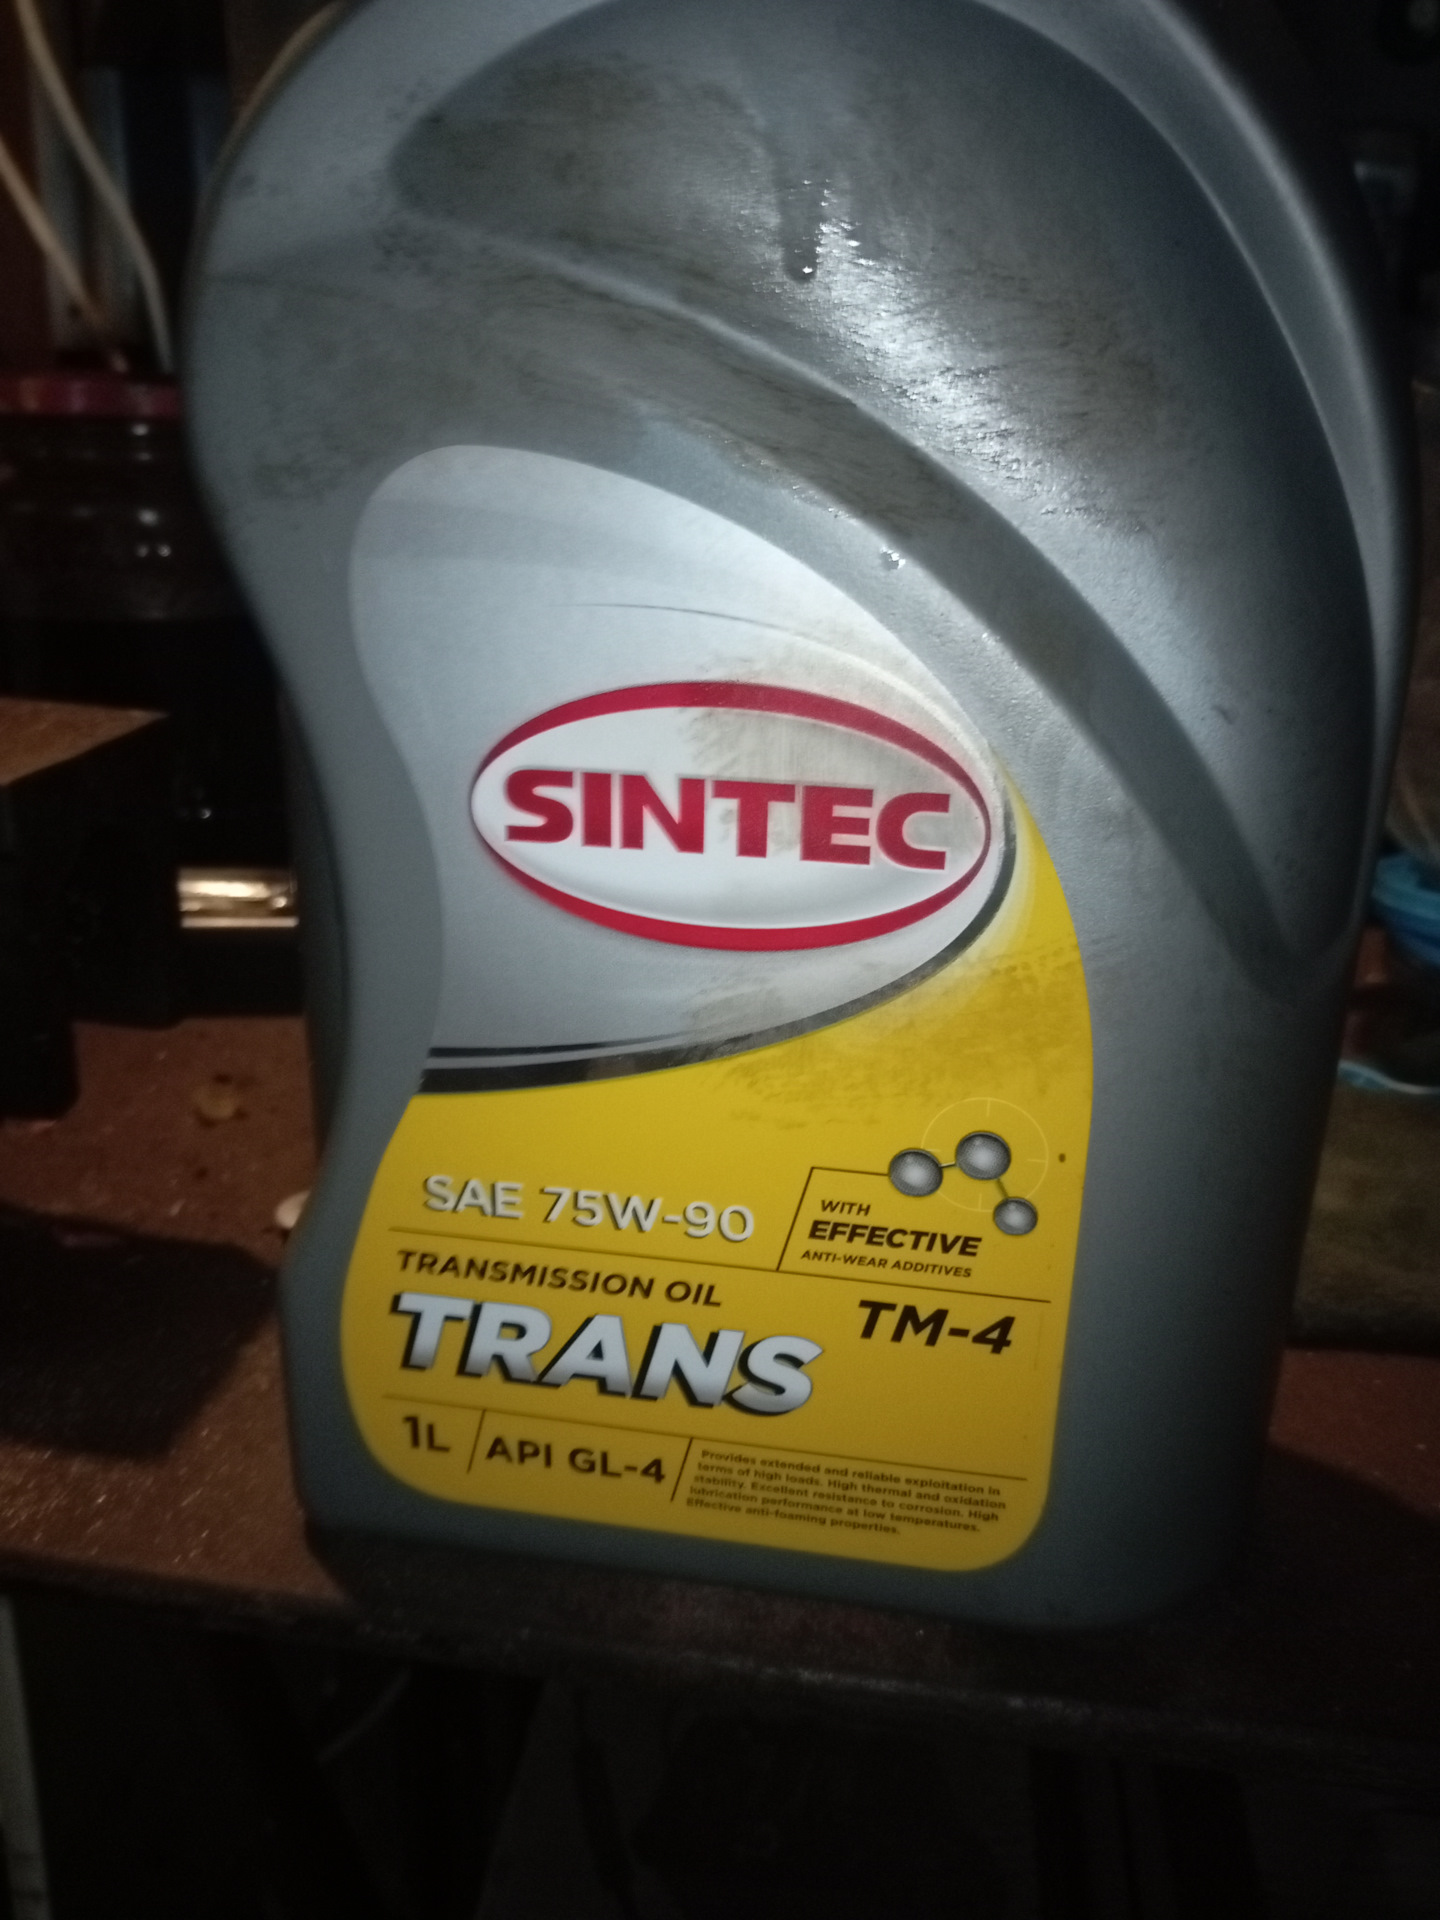 SINTEC
SAE 75W-90
WITH
EFFECTIVE
ANTI-WEAR ADDITIVES
TRANSMISSION OIL
TRANS
TM-4
1L
API GL-4
Provides extended and reliable exploitation in
terms of high loads. High thermal and oxidation
stability. Excellent resistance to corrosion. High
lubrication performance at low temperatures.
Effective anti-foaming properties.